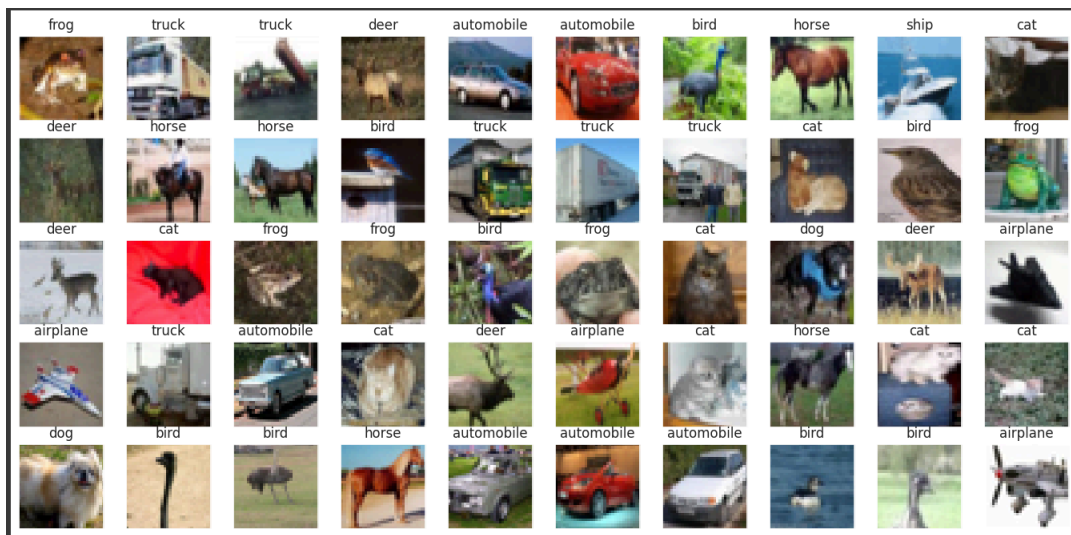 frog truck truck deer automobile automobile bird horse ship cat
deer horse horse bird truck truck truck cat bird frog
deer cat frog frog bird frog cat dog deer airplane
airplane truck automobile cat deer airplane cat horse cat cat
dog bird bird horse automobile automobile automobile bird bird airplane